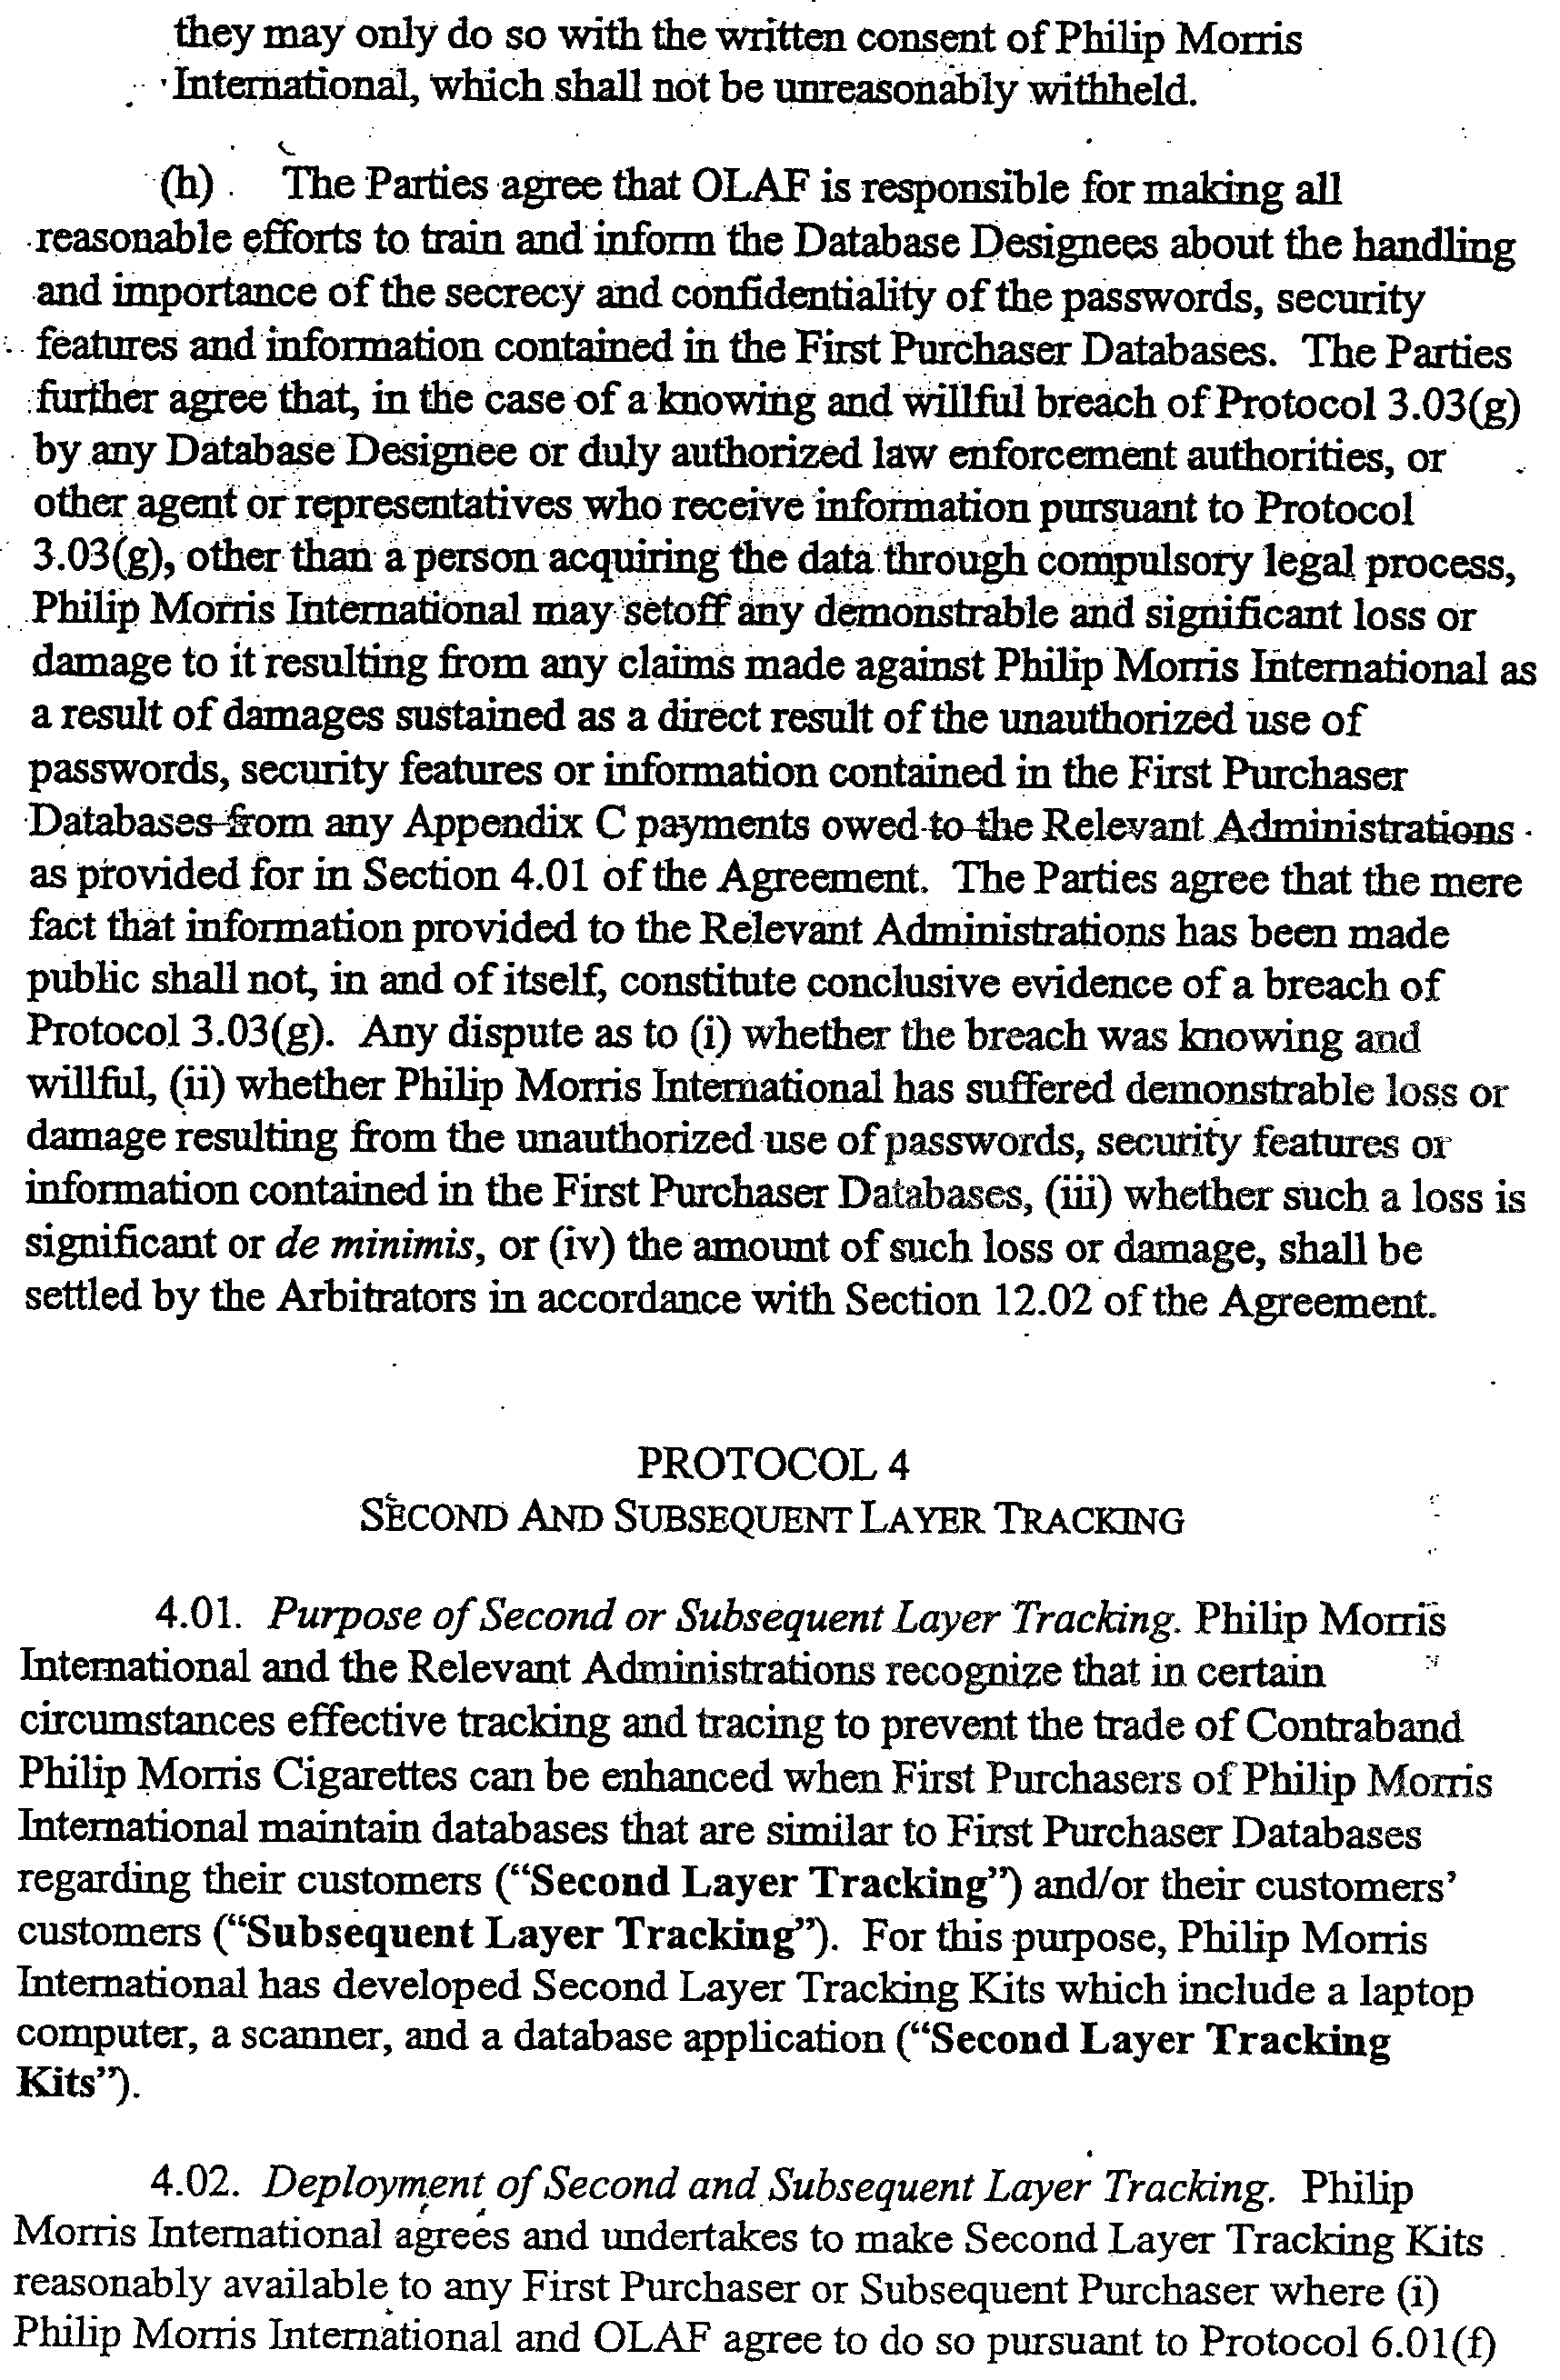 they may only do so with the written consent of Philip Morris
International, which shall not be unreasonably withheld.
(h) . The Parties agree that OLAF is responsible for making all
reasonable efforts to train and inform the Database Designees about the handling
and importance of the secrecy and confidentiality of the passwords, security
features and information contained in the First Purchaser Databases. The Parties
further agree that, in the case of a knowing and willful breach of Protocol 3.03(g)
by any Database Designee or duly authorized law enforcement authorities, or
other agent or representatives who receive information pursuant to Protocol
3.03(g), other than a person acquiring the data through compulsory legal process,
Philip Morris International may setoff any demonstrable and significant loss or
damage to it resulting from any claims made against Philip Morris International as
a result of damages sustained as a direct result of the unauthorized use of
passwords, security features or information contained in the First Purchaser
Databases from any Appendix C payments owed to the Relevant Administrations
as provided for in Section 4.01 of the Agreement. The Parties agree that the mere
fact that information provided to the Relevant Administrations has been made
public shall not, in and of itself, constitute conclusive evidence of a breach of
Protocol 3.03(g). Any dispute as to (i) whether the breach was knowing and
willful, (ii) whether Philip Morris International has suffered demonstrable loss or
damage resulting from the unauthorized use of passwords, security features or
information contained in the First Purchaser Databases, (iii) whether such a loss is
significant or de minimis, or (iv) the amount of such loss or damage, shall be
settled by the Arbitrators in accordance with Section 12.02 of the Agreement.
PROTOCOL 4
SECOND AND SUBSEQUENT LAYER TRACKING
4.01. Purpose of Second or Subsequent Layer Tracking. Philip Morris
International and the Relevant Administrations recognize that in certain
circumstances effective tracking and tracing to prevent the trade of Contraband
Philip Morris Cigarettes can be enhanced when First Purchasers of Philip Morris
International maintain databases that are similar to First Purchaser Databases
regarding their customers (“Second Layer Tracking”) and/or their customers’
customers (“Subsequent Layer Tracking”). For this purpose, Philip Morris
International has developed Second Layer Tracking Kits which include a laptop
computer, a scanner, and a database application (“Second Layer Tracking
Kits”).
4.02. Deployment of Second and Subsequent Layer Tracking. Philip
Morris International agrees and undertakes to make Second Layer Tracking Kits
reasonably available to any First Purchaser or Subsequent Purchaser where (i)
Philip Morris International and OLAF agree to do so pursuant to Protocol 6.01(f)